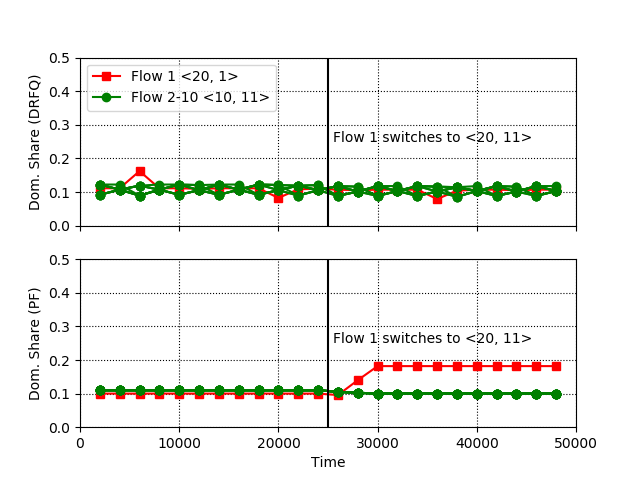 0.5
0.4
0.3
0.2
0.1
0.0
Dom. Share (DRFQ)
Flow 1 <20, 1>
Flow 2-10 <10, 11>
Flow 1 switches to <20, 11>
0.5
0.4
0.3
0.2
0.1
0.0
Dom. Share (PF)
Flow 1 switches to <20, 11>
0
10000
20000
30000
40000
50000
Time